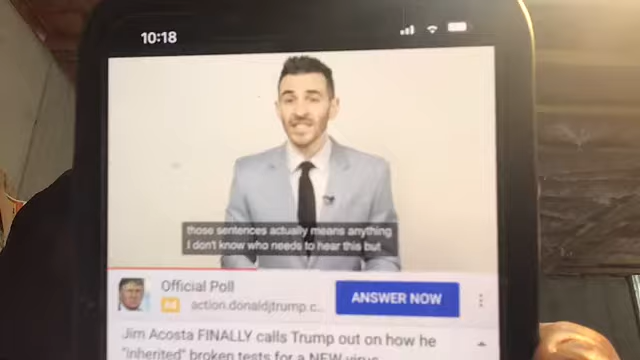 10:18
those sentences actually means anything
I don't know who needs to hear this but
Official Poll
Ad action.donaldjtrump.c...
ANSWER NOW
Jim Acosta FINALLY calls Trump out on how he
"inherited" broken tests for a NEW virus